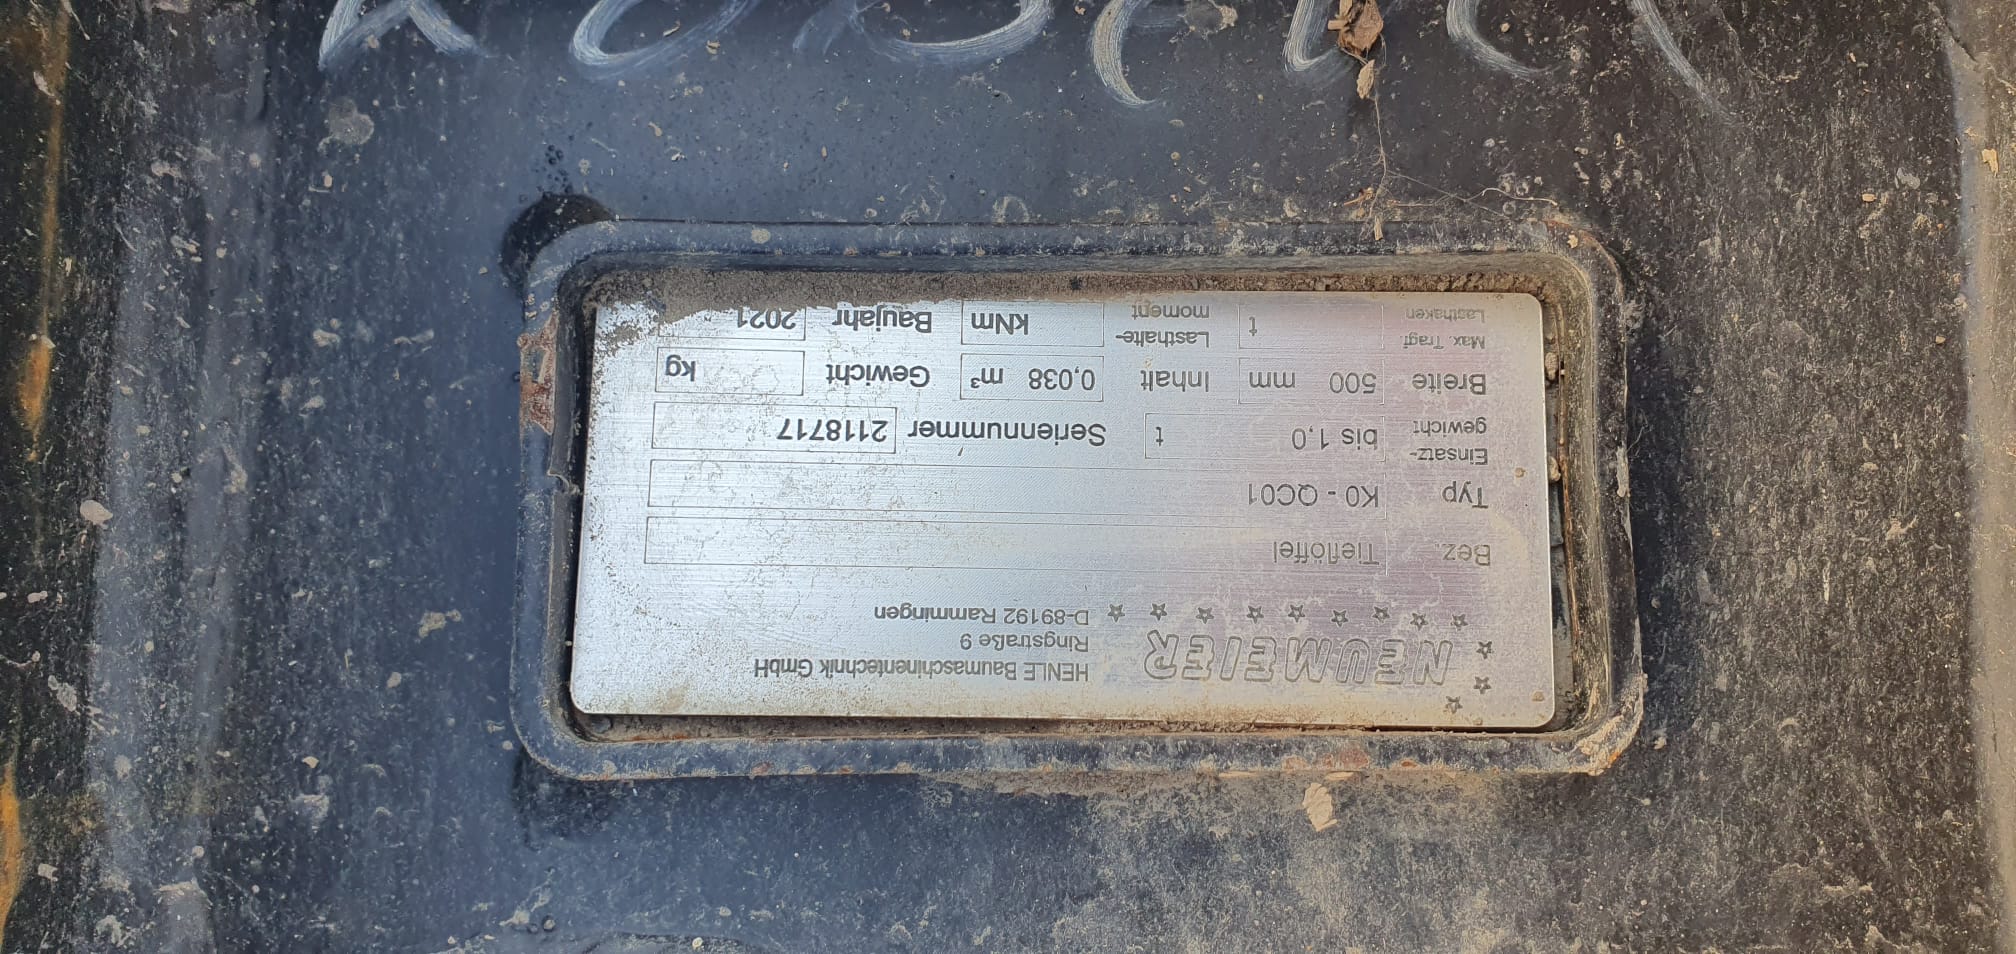 NEUMEIER
HENLE Baumaschinentechnik GmbH
Ringstraße 9
D-89192 Rammingen
Bez. Tieflöffel
Typ K0 - QC01
Einsatz-
gewicht bis 1,0 t Seriennummer 2118717
Breite 500 mm Inhalt 0,038 m³ Gewicht kg
Max. Tragf.
Lasthaken t Lasthalte-
moment kNm Baujahr 2021